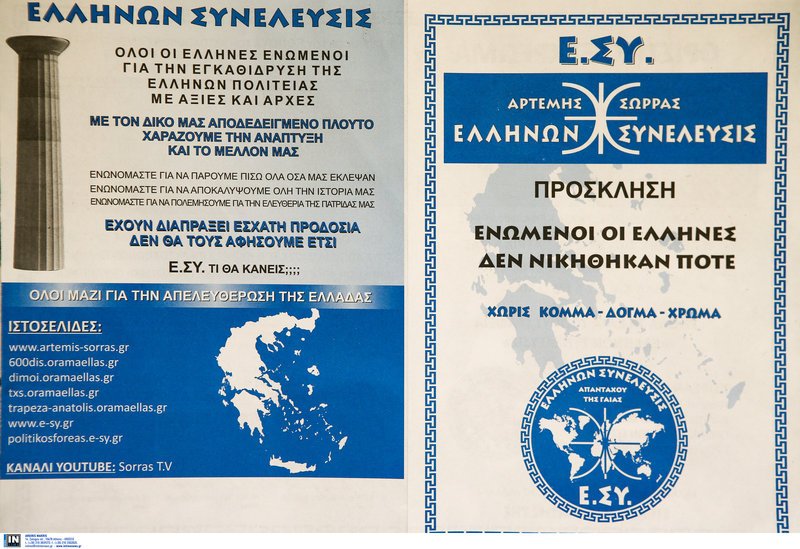 ΕΛΛΗΝΩΝ ΣΥΝΕΛΕΥΣΙΣ
ΟΛΟΙ ΟΙ ΕΛΛΗΝΕΣ ΕΝΩΜΕΝΟΙ
ΓΙΑ ΤΗΝ ΕΓΚΑΘΙΔΡΥΣΗ ΤΗΣ
ΕΛΛΗΝΩΝ ΠΟΛΙΤΕΙΑΣ
ΜΕ ΑΞΙΕΣ ΚΑΙ ΑΡΧΕΣ
ΜΕ ΤΟΝ ΔΙΚΟ ΜΑΣ ΑΠΟΔΕΔΕΙΓΜΕΝΟ ΠΛΟΥΤΟ
ΧΑΡΑΖΟΥΜΕ ΤΗΝ ΑΝΑΠΤΥΞΗ
ΚΑΙ ΤΟ ΜΕΛΛΟΝ ΜΑΣ
ΕΝΩΝΟΜΑΣΤΕ ΓΙΑ ΝΑ ΠΑΡΟΥΜΕ ΠΙΣΩ ΟΛΑ ΟΣΑ ΜΑΣ ΕΚΛΕΨΑΝ
ΕΝΩΝΟΜΑΣΤΕ ΓΙΑ ΝΑ ΑΠΟΚΑΛΥΨΟΥΜΕ ΟΛΗ ΤΗΝ ΙΣΤΟΡΙΑ ΜΑΣ
ΕΝΩΝΟΜΑΣΤΕ ΓΙΑ ΝΑ ΠΟΛΕΜΗΣΟΥΜΕ ΓΙΑ ΤΗΝ ΕΛΕΥΘΕΡΙΑ ΤΗΣ ΠΑΤΡΙΔΑΣ ΜΑΣ
ΕΧΟΥΝ ΔΙΑΠΡΑΞΕΙ ΕΣΧΑΤΗ ΠΡΟΔΟΣΙΑ
ΔΕΝ ΘΑ ΤΟΥΣ ΑΦΗΣΟΥΜΕ ΕΤΣΙ
Ε.ΣΥ. ΤΙ ΘΑ ΚΑΝΕΙΣ;;;;
ΟΛΟΙ ΜΑΖΙ ΓΙΑ ΤΗΝ ΑΠΕΛΕΥΘΕΡΩΣΗ ΤΗΣ ΕΛΛΑΔΑΣ
ΙΣΤΟΣΕΛΙΔΕΣ:
www.artemis-sorras.gr
600dis.oramaellas.gr
dimoi.oramaellas.gr
txs.oramaellas.gr
trapeza-anatolis.oramaellas.gr
www.e-sy.gr
politikosforeas.e-sy.gr
ΚΑΝΑΛΙ YOUTUBE: Sorras T.V
Ε.ΣΥ.
ΑΡΤΕΜΗΣ ΣΩΡΡΑΣ
ΕΛΛΗΝΩΝ ΣΥΝΕΛΕΥΣΙΣ
ΠΡΟΣΚΛΗΣΗ
ΕΝΩΜΕΝΟΙ ΟΙ ΕΛΛΗΝΕΣ
ΔΕΝ ΝΙΚΗΘΗΚΑΝ ΠΟΤΕ
ΧΩΡΙΣ ΚΟΜΜΑ - ΔΟΓΜΑ - ΧΡΩΜΑ
ΕΛΛΗΝΩΝ ΣΥΝΕΛΕΥΣΙΣ
ΑΠΑΝΤΑΧΟΥ
ΤΗΣ ΓΑΙΑΣ
Ε.ΣΥ.
IN